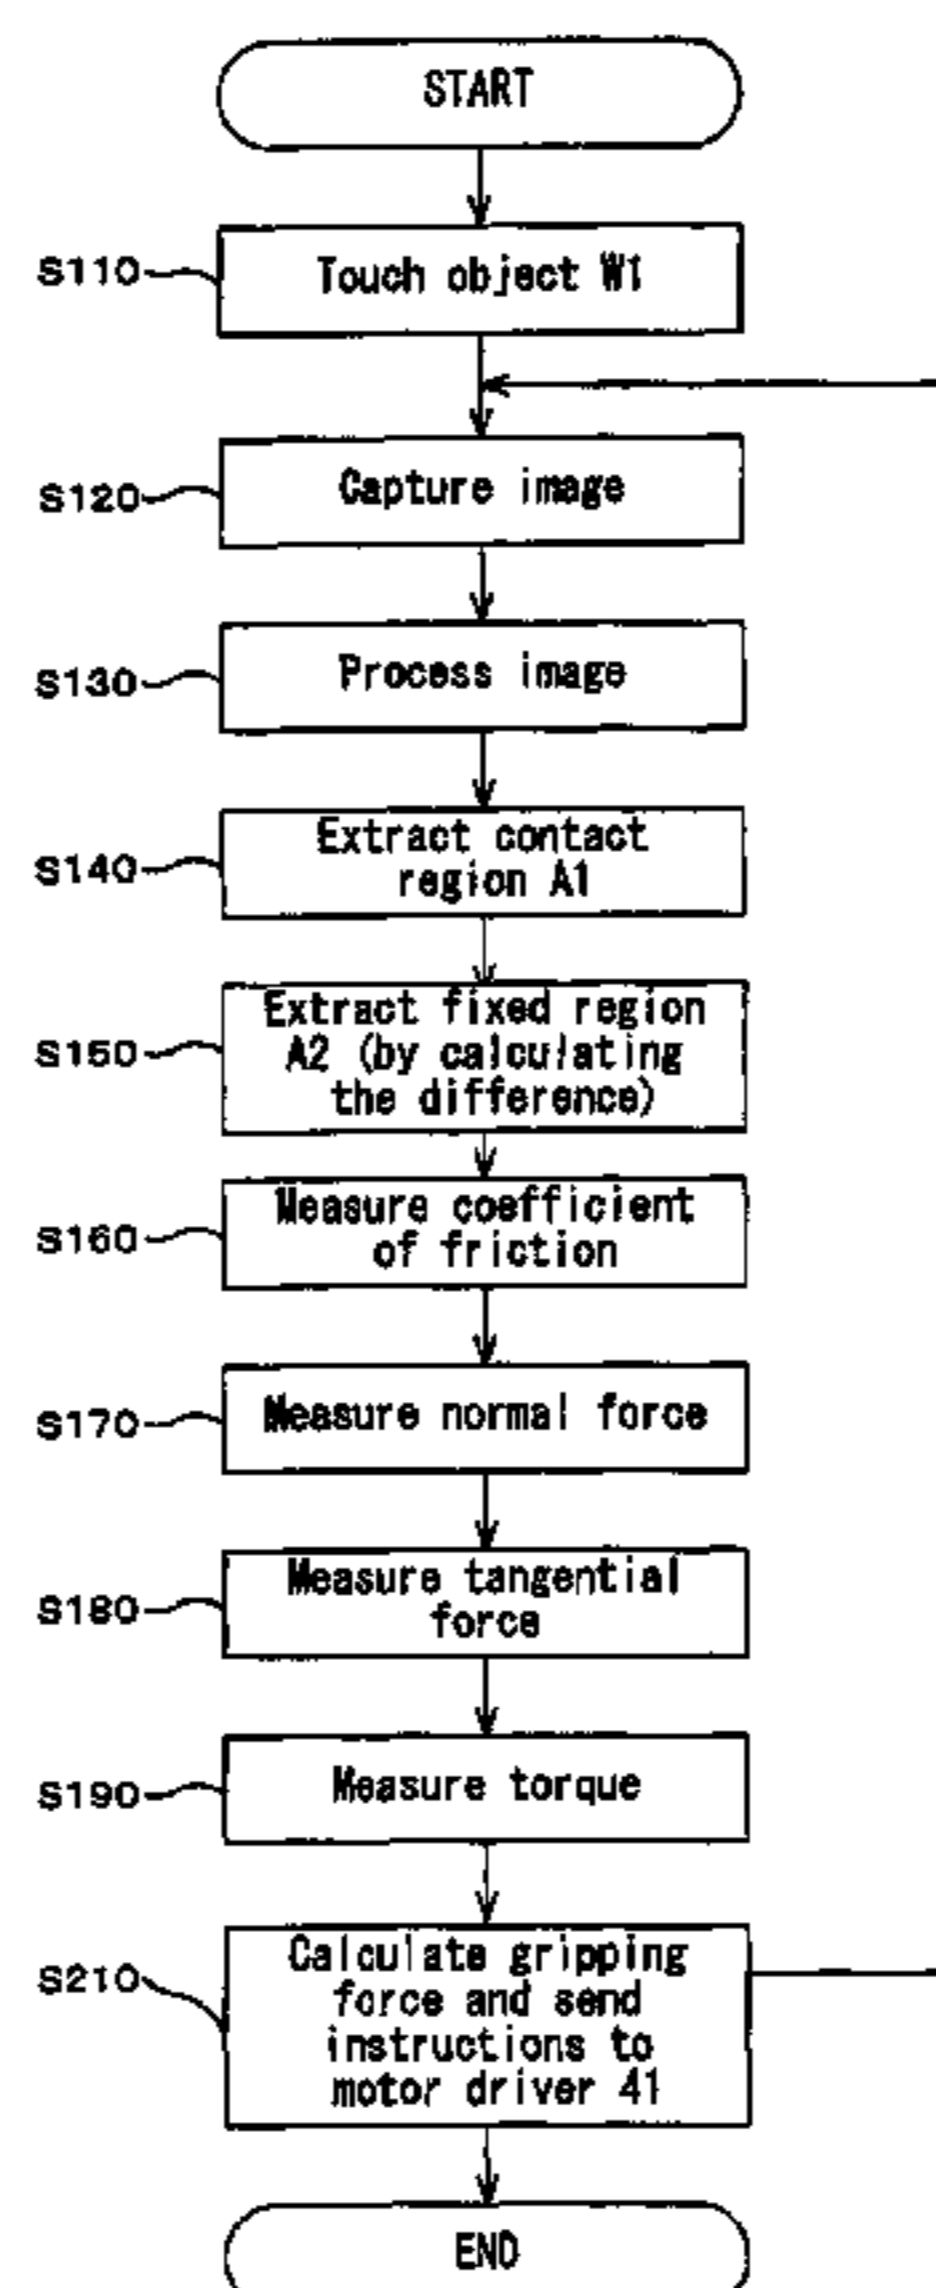 START
S110
Touch object W1
S120
Capture image
S130
Process image
S140
Extract contact
region A1
S150
Extract fixed region
A2 (by calculating
the difference)
S160
Measure coefficient
of friction
S170
Measure normal force
S180
Measure tangential
force
S190
Measure torque
S210
Calculate gripping
force and send
instructions to
motor driver 41
END